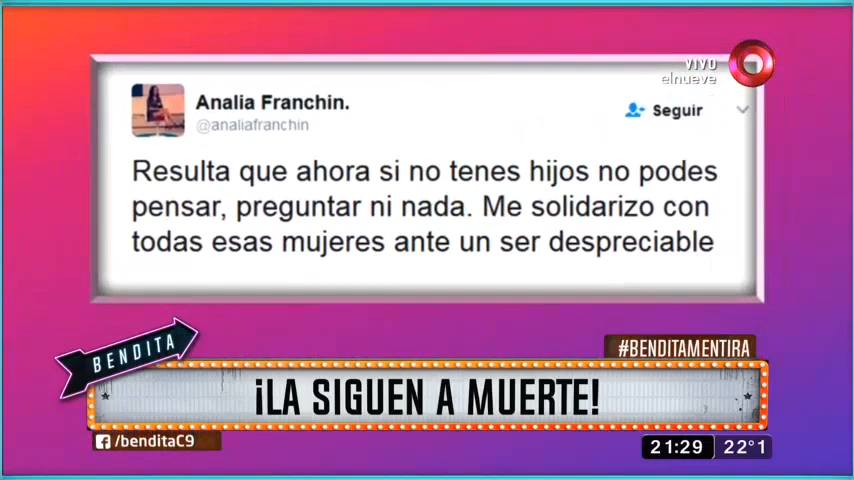 VIVO
elnueve
Analia Franchin.
@analiafranchin
Seguir
Resulta que ahora si no tenes hijos no podes
pensar, preguntar ni nada. Me solidarizo con
todas esas mujeres ante un ser despreciable
BENDITA
#BENDITAMENTIRA
¡LA SIGUEN A MUERTE!
/benditaC9
21:29 22°1